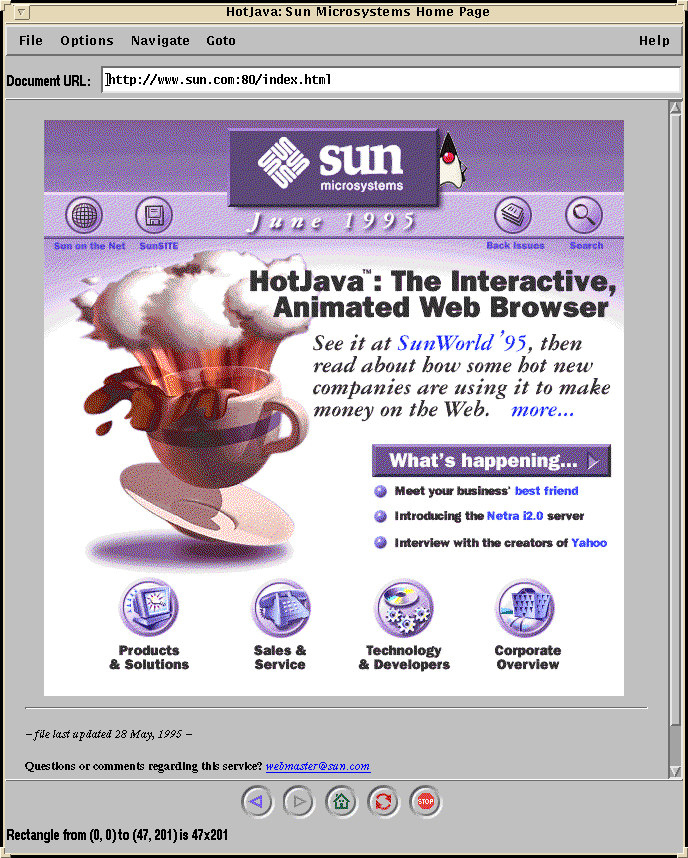 HotJava: Sun Microsystems Home Page
File Options Navigate Goto Help
Document URL: http://www.sun.com:80/index.html
sun
microsystems
June 1995
Sun on the Net SunSITE Back Issues Search
HotJava™: The Interactive,
Animated Web Browser
See it at SunWorld '95, then
read about how some hot new
companies are using it to make
money on the Web. more...
What's happening...
Meet your business' best friend
Introducing the Netra i2.0 server
Interview with the creators of Yahoo
Products
& Solutions
Sales &
Service
Technology
& Developers
Corporate
Overview
-- file last updated 28 May, 1995 --
Questions or comments regarding this service? webmaster@sun.com
STOP
Rectangle from (0, 0) to (47, 201) is 47x201